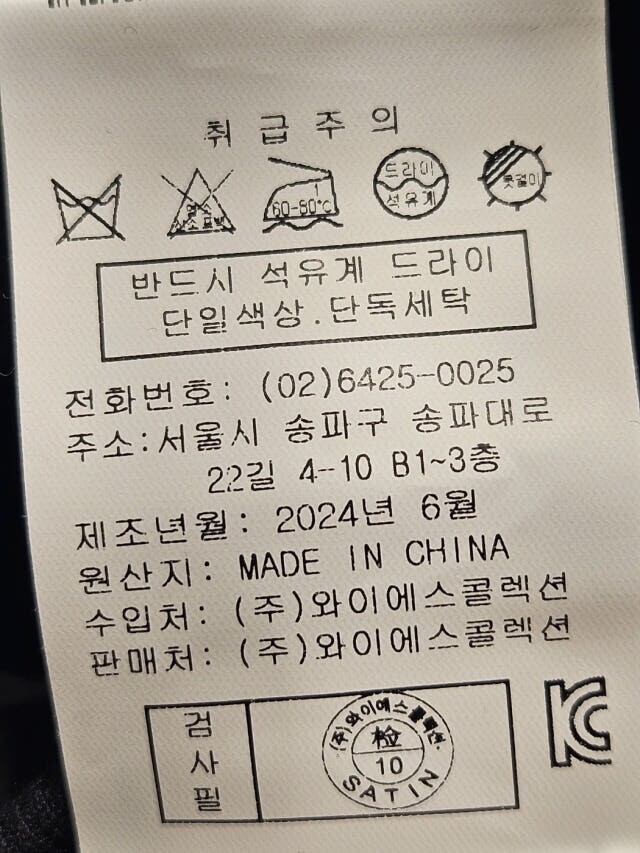 취급주의
염소
산소표백
60-80°C
드라이
석유계
옷걸이
반드시 석유계 드라이
단일색상.단독세탁
전화번호: (02)6425-0025
주소:서울시 송파구 송파대로
22길 4-10 B1~3층
제조년월: 2024년 6월
원산지: MADE IN CHINA
수입처: (주)와이에스콜렉션
판매처: (주)와이에스콜렉션
검사필
(주)와이에스콜렉션
检
10
SATIN
KC